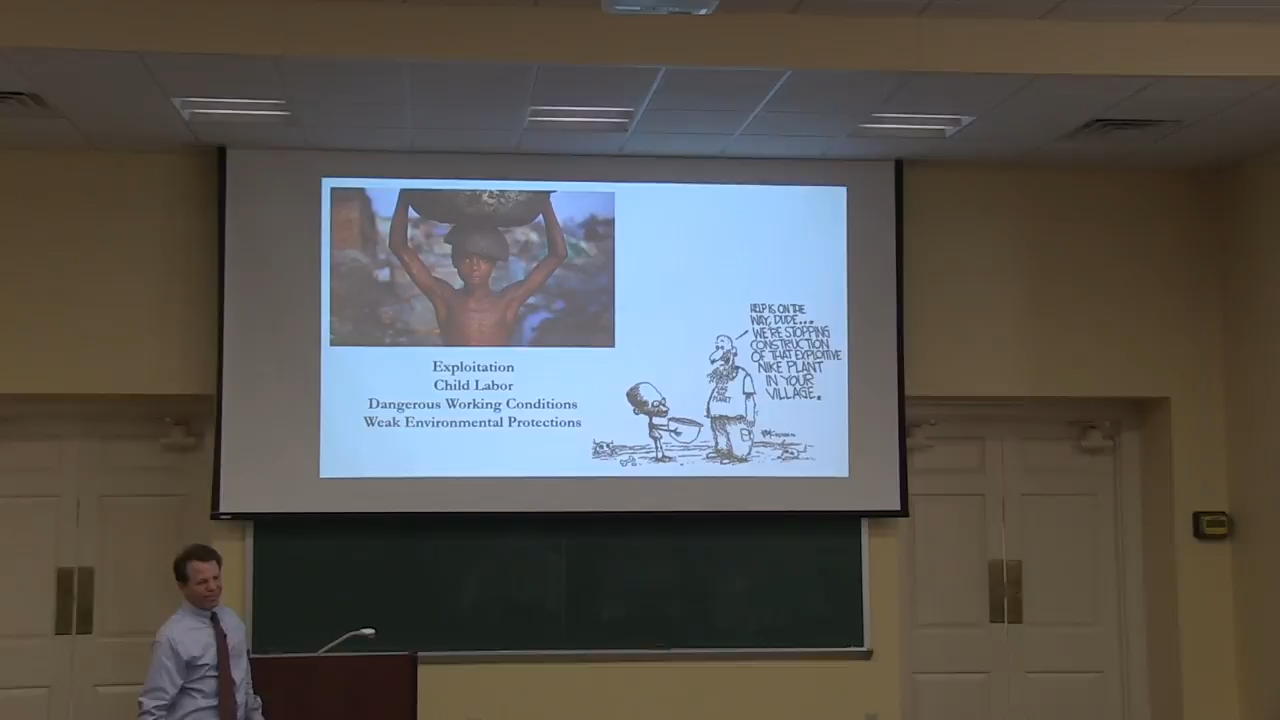 Exploitation
Child Labor
Dangerous Working Conditions
Weak Environmental Protections
HELP IS ON THE
WAY, DUDE...
WE'RE STOPPING
CONSTRUCTION
OF THAT EXPLOITIVE
NIKE PLANT
IN YOUR
VILLAGE.
PLANET